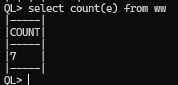 QL> select count(e) from ww
|-----|
|COUNT|
|-----|
|7    |
|-----|
QL>